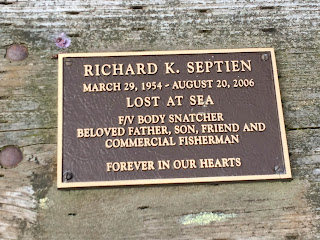 RICHARD K. SEPTIEN
MARCH 29, 1954 - AUGUST 20, 2006
LOST AT SEA
F/V BODY SNATCHER
BELOVED FATHER, SON, FRIEND AND
COMMERCIAL FISHERMAN
FOREVER IN OUR HEARTS